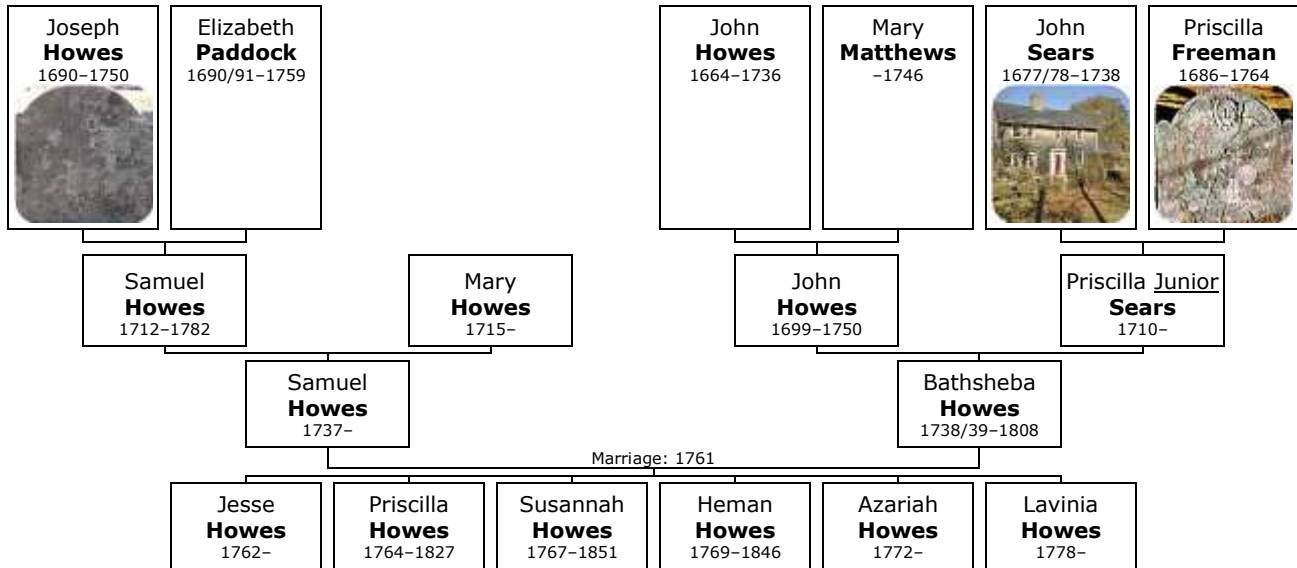 Joseph
Howes
1690–1750
Elizabeth
Paddock
1690/91–1759
John
Howes
1664–1736
Mary
Matthews
–1746
John
Sears
1677/78–1738
Priscilla
Freeman
1686–1764
Samuel
Howes
1712–1782
Mary
Howes
1715–
John
Howes
1699–1750
Priscilla Junior
Sears
1710–
Samuel
Howes
1737–
Bathsheba
Howes
1738/39–1808
Marriage: 1761
Jesse
Howes
1762–
Priscilla
Howes
1764–1827
Susannah
Howes
1767–1851
Heman
Howes
1769–1846
Azariah
Howes
1772–
Lavinia
Howes
1778–